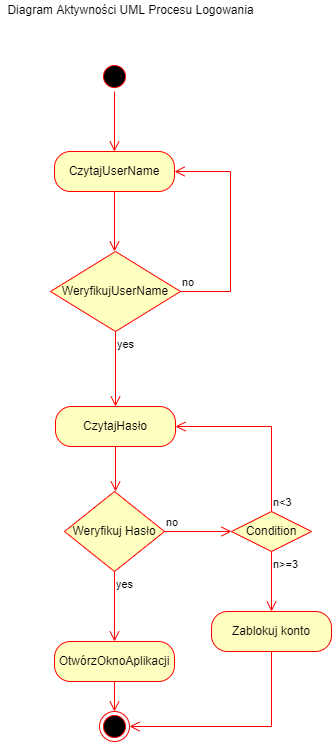 Diagram Aktywności UML Procesu Logowania
CzytajUserName
WeryfikujUserName
no
yes
CzytajHasło
n<3
Weryfikuj Hasło
no
Condition
yes
n>=3
Zablokuj konto
OtwórzOknoAplikacji